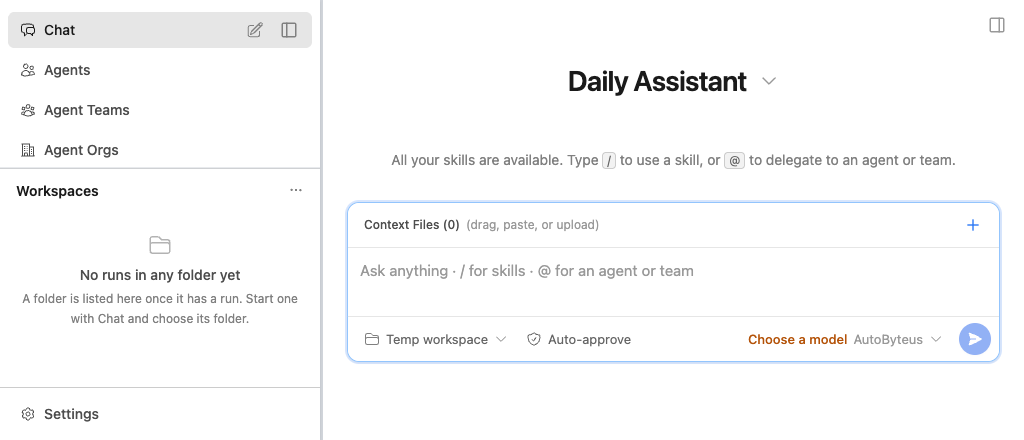 Chat
Agents
Agent Teams
Agent Orgs
Workspaces
No runs in any folder yet
A folder is listed here once it has a run. Start one
with Chat and choose its folder.
Settings
Daily Assistant
All your skills are available. Type / to use a skill, or @ to delegate to an agent or team.
Context Files (0) (drag, paste, or upload)
Ask anything · / for skills · @ for an agent or team
Temp workspace Auto-approve Choose a model AutoByteus